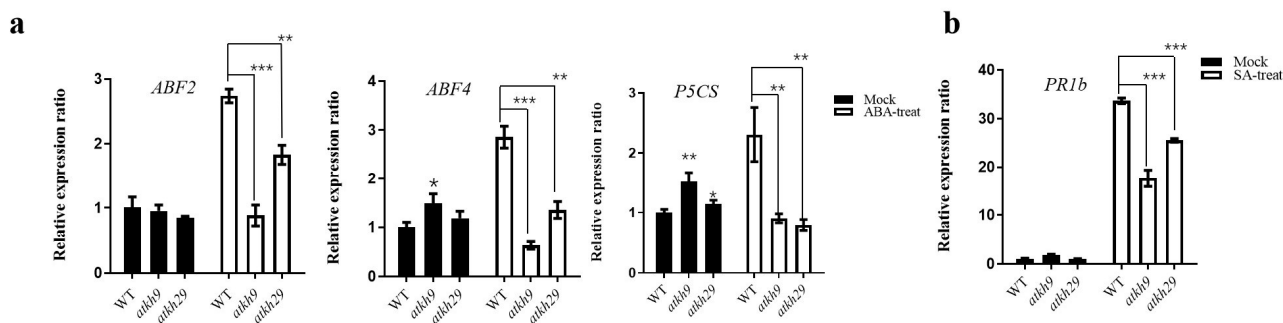 a
ABF2
Relative expression ratio
3
2
1
0
***
**
WT
atkh9
atkh29
WT
atkh9
atkh29
ABF4
Relative expression ratio
4
3
2
1
0
*
***
**
WT
atkh9
atkh29
WT
atkh9
atkh29
P5CS
Relative expression ratio
3
2
1
0
**
*
**
**
WT
atkh9
atkh29
WT
atkh9
atkh29
Mock
ABA-treat
b
PR1b
Relative expression ratio
40
30
20
10
0
***
***
WT
atkh9
atkh29
WT
atkh9
atkh29
Mock
SA-treat